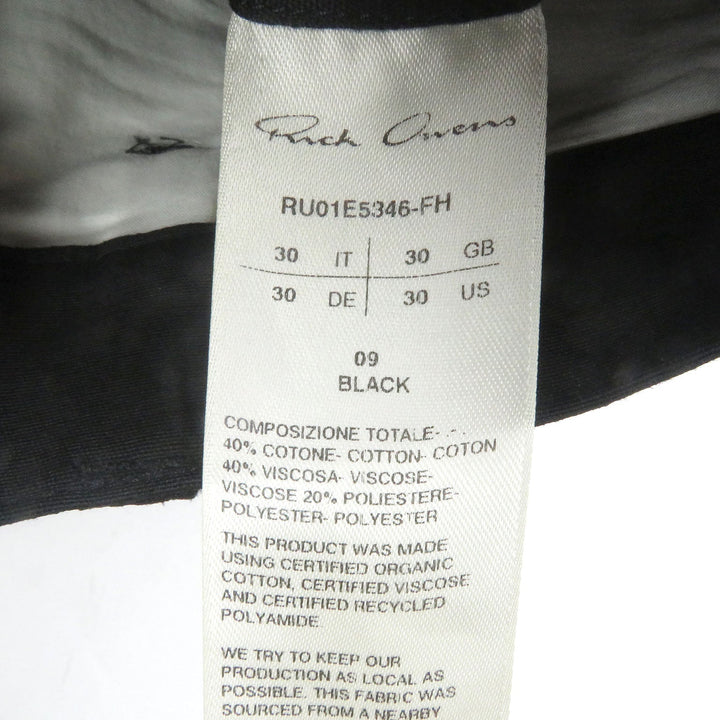 Rick Owens
RU01E5346-FH
30 IT 30 GB
30 DE 30 US
09
BLACK
COMPOSIZIONE TOTALE- - -
40% COTONE- COTTON- COTON
40% VISCOSA- VISCOSE-
VISCOSE 20% POLIESTERE-
POLYESTER- POLYESTER
THIS PRODUCT WAS MADE
USING CERTIFIED ORGANIC
COTTON, CERTIFIED VISCOSE
AND CERTIFIED RECYCLED
POLYAMIDE.
WE TRY TO KEEP OUR
PRODUCTION AS LOCAL AS
POSSIBLE. THIS FABRIC WAS
SOURCED FROM A NEARBY